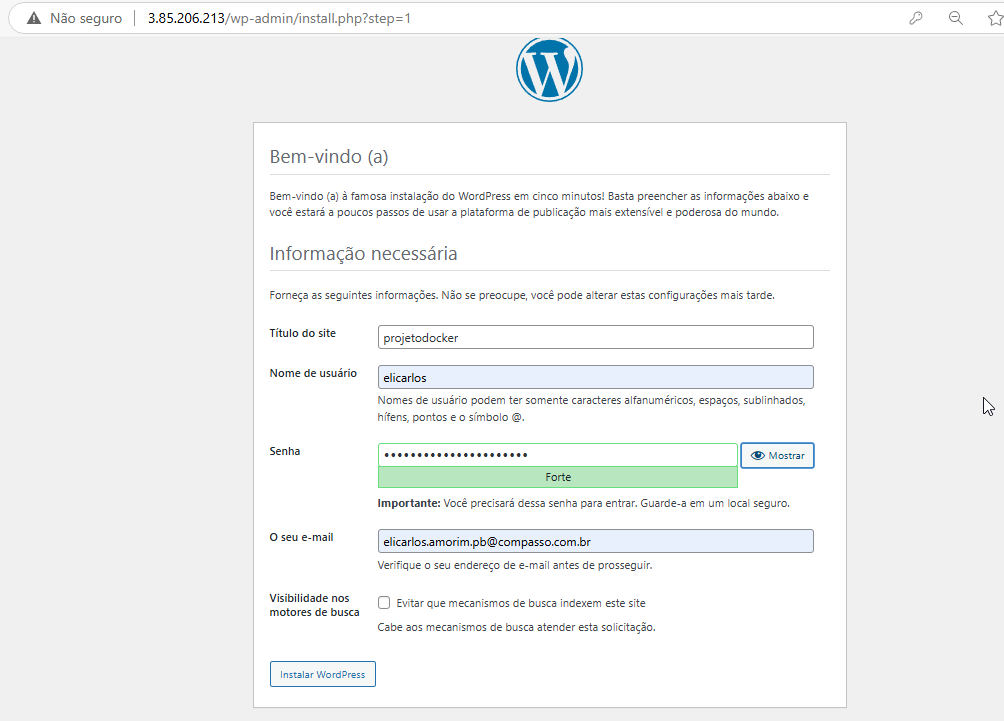 Não seguro
3.85.206.213/wp-admin/install.php?step=1
Bem-vindo (a)
Bem-vindo (a) à famosa instalação do WordPress em cinco minutos! Basta preencher as informações abaixo e
você estará a poucos passos de usar a plataforma de publicação mais extensível e poderosa do mundo.
Informação necessária
Forneça as seguintes informações. Não se preocupe, você pode alterar estas configurações mais tarde.
Título do site
projetodocker
Nome de usuário
elicarlos
Nomes de usuário podem ter somente caracteres alfanuméricos, espaços, sublinhados,
hífens, pontos e o símbolo @.
Senha
••••••••••••••••••••••
Mostrar
Forte
Importante: Você precisará dessa senha para entrar. Guarde-a em um local seguro.
O seu e-mail
elicarlos.amorim.pb@compasso.com.br
Verifique o seu endereço de e-mail antes de prosseguir.
Visibilidade nos
motores de busca
Evitar que mecanismos de busca indexem este site
Cabe aos mecanismos de busca atender esta solicitação.
Instalar WordPress